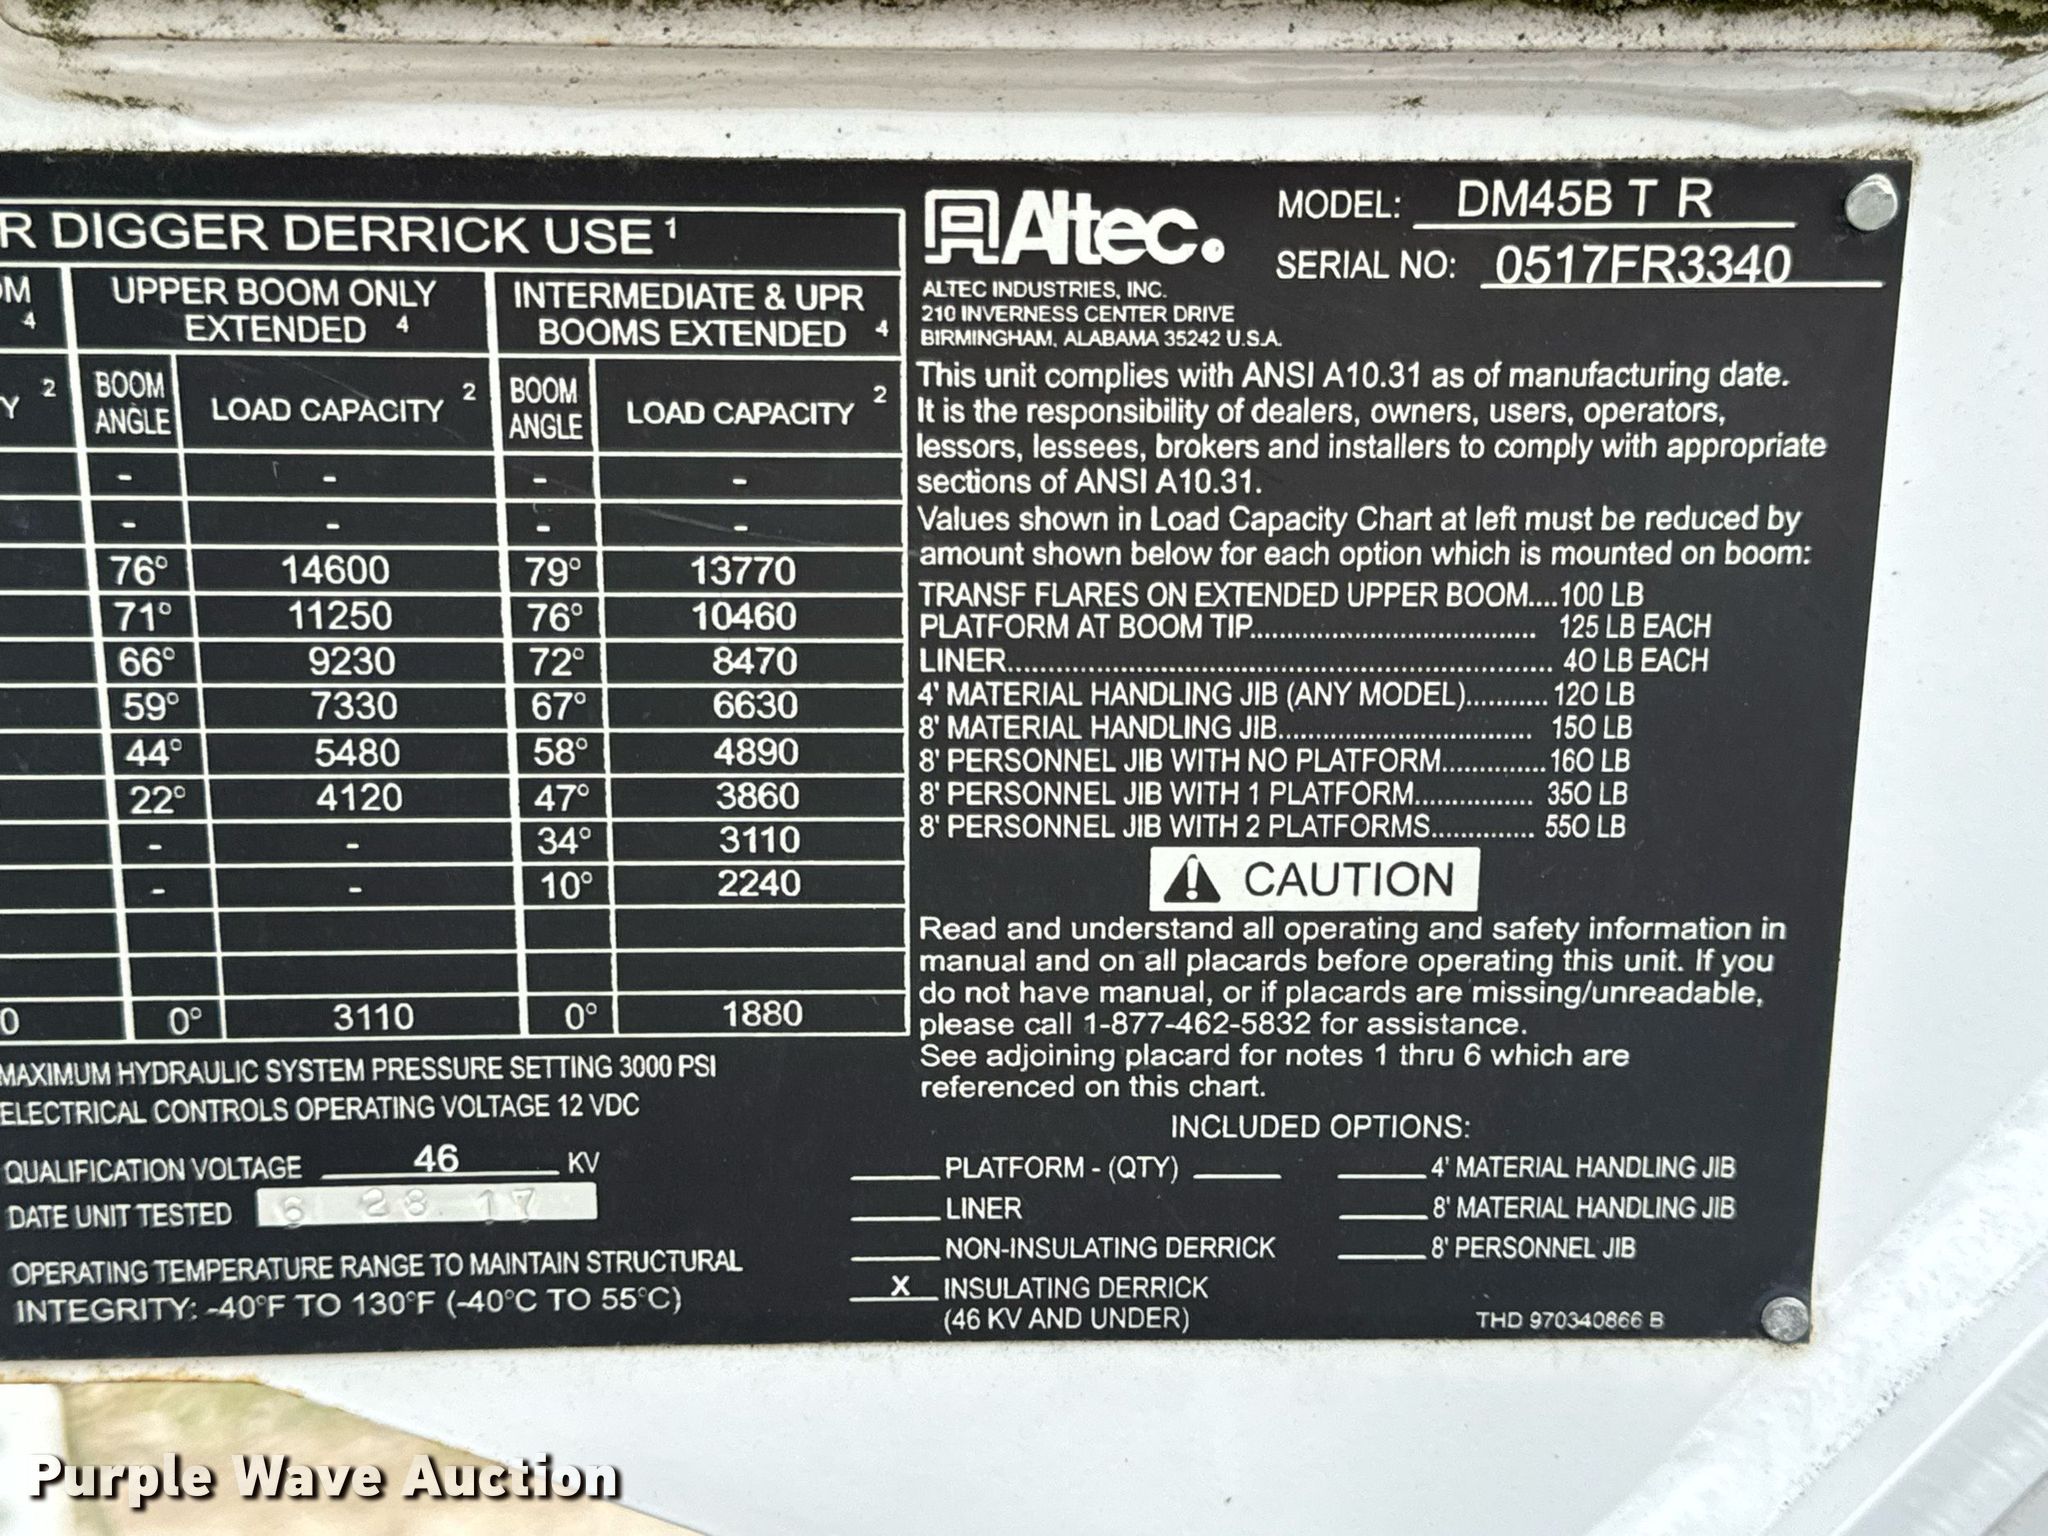 R DIGGER DERRICK USE 1
OM 4
UPPER BOOM ONLY EXTENDED 4
INTERMEDIATE & UPR BOOMS EXTENDED 4
Y 2
BOOM ANGLE
LOAD CAPACITY 2
BOOM ANGLE
LOAD CAPACITY 2
- - - -
- - - -
76° 14600 79° 13770
71° 11250 76° 10460
66° 9230 72° 8470
59° 7330 67° 6630
44° 5480 58° 4890
22° 4120 47° 3860
- - 34° 3110
- - 10° 2240
0 0° 3110 0° 1880
MAXIMUM HYDRAULIC SYSTEM PRESSURE SETTING 3000 PSI
ELECTRICAL CONTROLS OPERATING VOLTAGE 12 VDC
QUALIFICATION VOLTAGE 46 KV
DATE UNIT TESTED 6 28 17
OPERATING TEMPERATURE RANGE TO MAINTAIN STRUCTURAL
INTEGRITY: -40°F TO 130°F (-40°C TO 55°C)
Altec.
MODEL: DM45B T R
SERIAL NO: 0517FR3340
ALTEC INDUSTRIES, INC.
210 INVERNESS CENTER DRIVE
BIRMINGHAM, ALABAMA 35242 U.S.A.
This unit complies with ANSI A10.31 as of manufacturing date.
It is the responsibility of dealers, owners, users, operators,
lessors, lessees, brokers and installers to comply with appropriate
sections of ANSI A10.31.
Values shown in Load Capacity Chart at left must be reduced by
amount shown below for each option which is mounted on boom:
TRANSF FLARES ON EXTENDED UPPER BOOM....100 LB
PLATFORM AT BOOM TIP..................................... 125 LB EACH
LINER...................................................................... 40 LB EACH
4' MATERIAL HANDLING JIB (ANY MODEL)...........120 LB
8' MATERIAL HANDLING JIB................................. 150 LB
8' PERSONNEL JIB WITH NO PLATFORM..............160 LB
8' PERSONNEL JIB WITH 1 PLATFORM................ 350 LB
8' PERSONNEL JIB WITH 2 PLATFORMS.............. 550 LB
CAUTION
Read and understand all operating and safety information in
manual and on all placards before operating this unit. If you
do not have manual, or if placards are missing/unreadable,
please call 1-877-462-5832 for assistance.
See adjoining placard for notes 1 thru 6 which are
referenced on this chart.
INCLUDED OPTIONS:
____ PLATFORM - (QTY) ____ ____ 4' MATERIAL HANDLING JIB
____ LINER ____ 8' MATERIAL HANDLING JIB
____ NON-INSULATING DERRICK ____ 8' PERSONNEL JIB
X INSULATING DERRICK
(46 KV AND UNDER)
THD 970340866 B
Purple Wave Auction